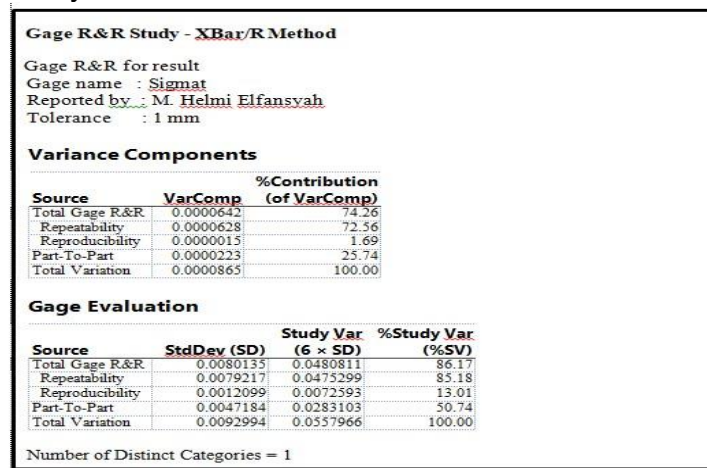 Gage R&R Study - XBar/R Method
Gage R&R for result
Gage name : Sigmat
Reported by : M. Helmi Elfansyah
Tolerance : 1 mm
Variance Components
%Contribution
Source VarComp (of VarComp)
Total Gage R&R 0.0000642 74.26
Repeatability 0.0000628 72.56
Reproducibility 0.0000015 1.69
Part-To-Part 0.0000223 25.74
Total Variation 0.0000865 100.00
Gage Evaluation
Study Var %Study Var
Source StdDev (SD) (6 × SD) (%SV)
Total Gage R&R 0.0080135 0.0480811 86.17
Repeatability 0.0079217 0.0475299 85.18
Reproducibility 0.0012099 0.0072593 13.01
Part-To-Part 0.0047184 0.0283103 50.74
Total Variation 0.0092994 0.0557966 100.00
Number of Distinct Categories = 1